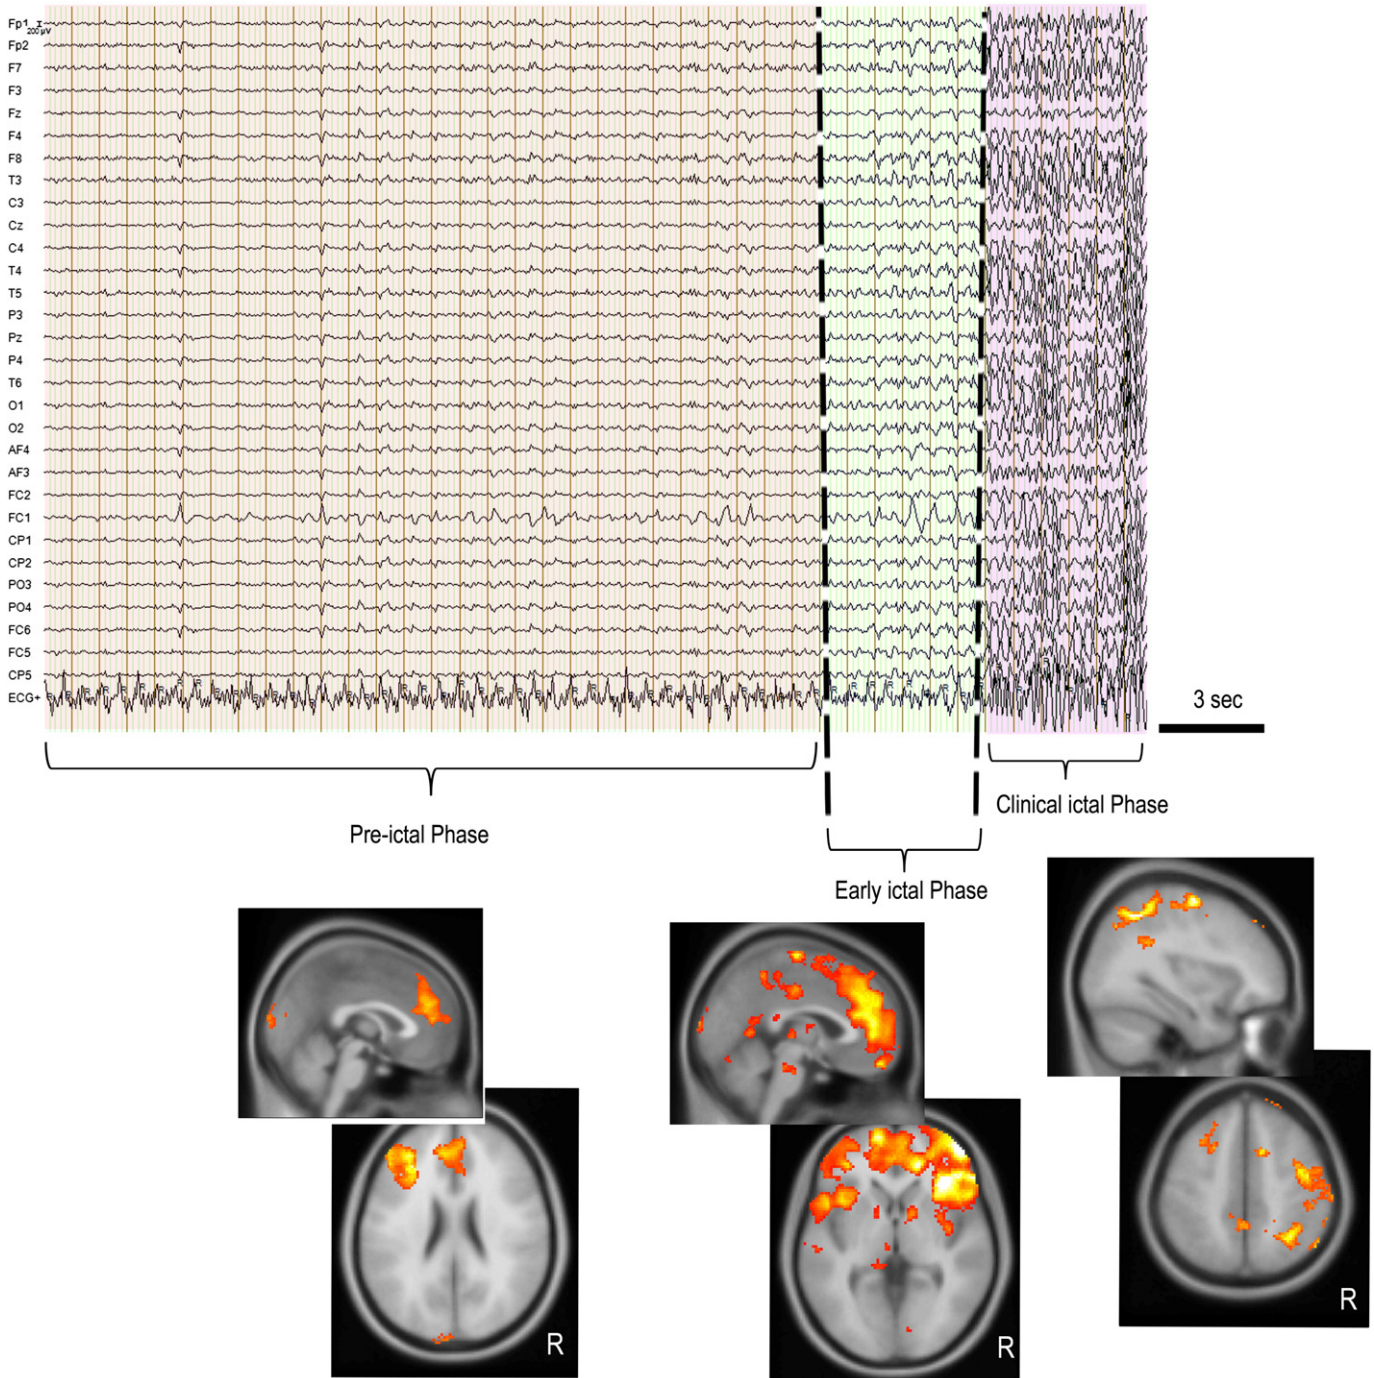 Fp1
200 µV
Fp2
F7
F3
Fz
F4
F8
T3
C3
Cz
C4
T4
T5
P3
Pz
P4
T6
O1
O2
AF4
AF3
FC2
FC1
CP1
CP2
PO3
PO4
FC6
FC5
CP5
ECG+
3 sec
Clinical ictal Phase
Pre-ictal Phase
Early ictal Phase
R
R
R